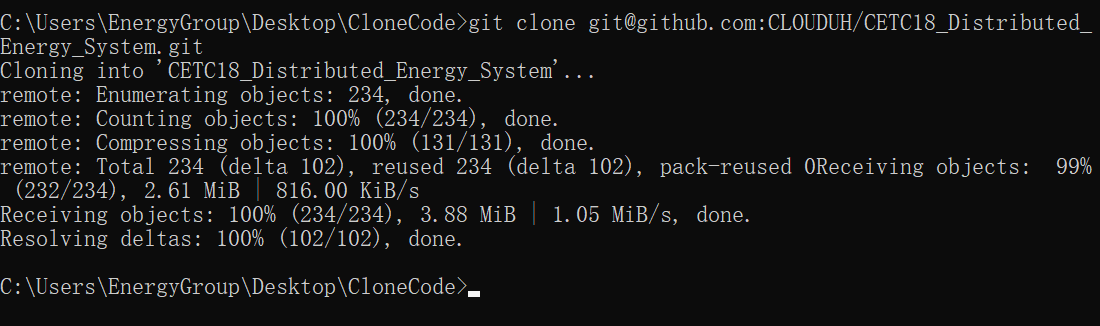 C:\Users\EnergyGroup\Desktop\CloneCode>git clone git@github.com:CLOUDUH/CETC18_Distributed_
Energy_System.git
Cloning into 'CETC18_Distributed_Energy_System'...
remote: Enumerating objects: 234, done.
remote: Counting objects: 100% (234/234), done.
remote: Compressing objects: 100% (131/131), done.
remote: Total 234 (delta 102), reused 234 (delta 102), pack-reused 0Receiving objects:  99%
 (232/234), 2.61 MiB | 816.00 KiB/s
Receiving objects: 100% (234/234), 3.88 MiB | 1.05 MiB/s, done.
Resolving deltas: 100% (102/102), done.
C:\Users\EnergyGroup\Desktop\CloneCode>